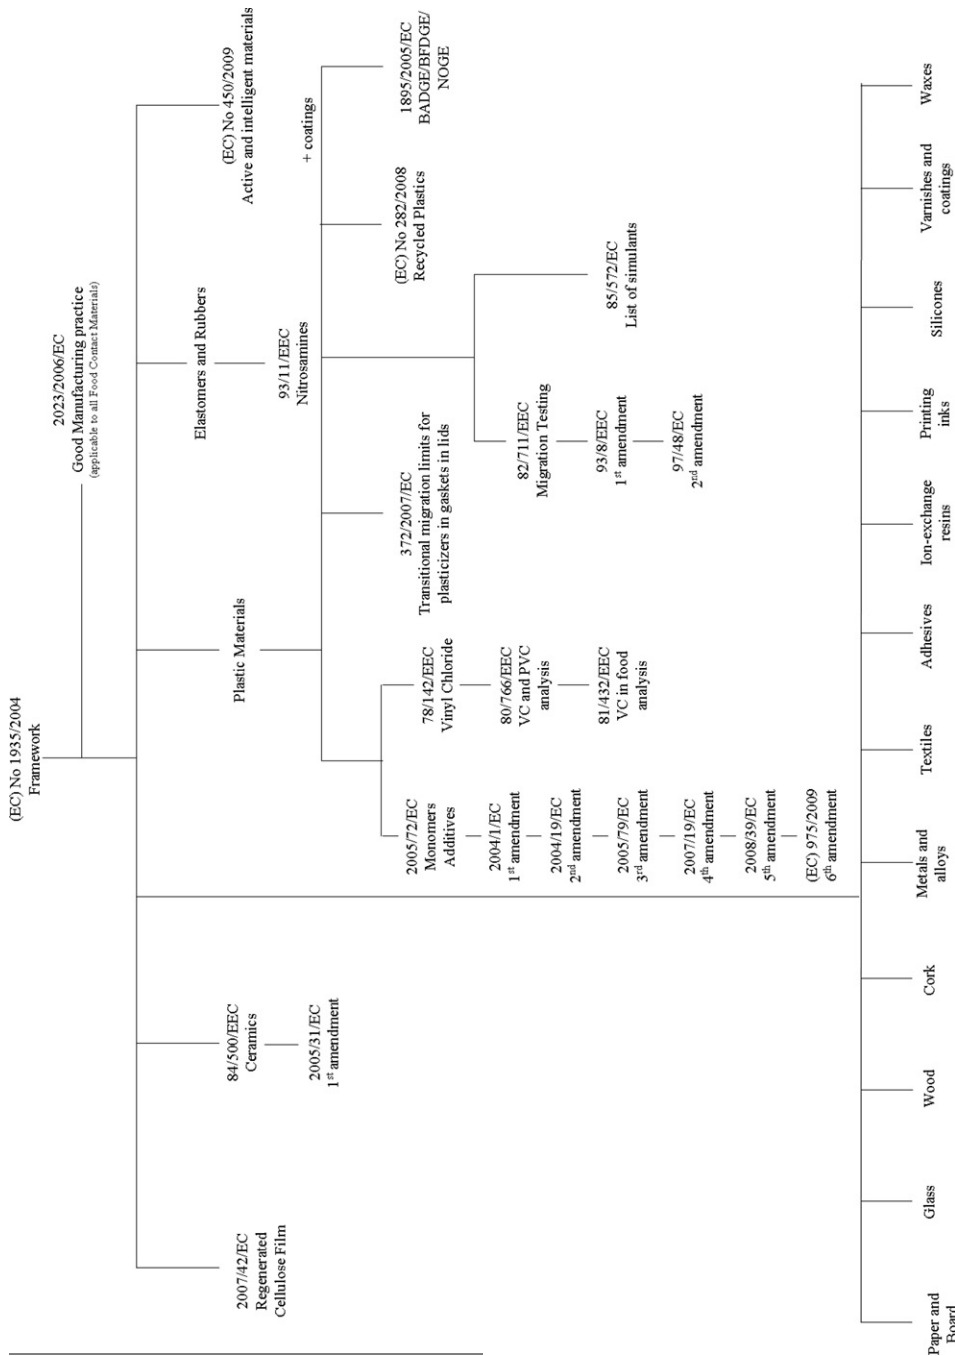 (EC) No 1935/2004
Framework
2023/2006/EC
Good Manufacturing practice
(applicable to all Food Contact Materials)
2007/42/EC
Regenerated
Cellulose Film
84/500/EEC
Ceramics
2005/31/EC
1st amendment
Plastic Materials
Elastomers and Rubbers
93/11/EEC
Nitrosamines
(EC) No 450/2009
Active and intelligent materials
+ coatings
2005/72/EC
Monomers
Additives
2004/1/EC
1st amendment
2004/19/EC
2nd amendment
2005/79/EC
3rd amendment
2007/19/EC
4th amendment
2008/39/EC
5th amendment
(EC) 975/2009
6th amendment
78/142/EEC
Vinyl Chloride
80/766/EEC
VC and PVC
analysis
81/432/EEC
VC in food
analysis
372/2007/EC
Transitional migration limits for
plasticizers in gaskets in lids
82/711/EEC
Migration Testing
93/8/EEC
1st amendment
97/48/EC
2nd amendment
85/572/EC
List of simulants
(EC) No 282/2008
Recycled Plastics
1895/2005/EC
BADGE/BFDGE/
NOGE
Paper and
Board
Glass
Wood
Cork
Metals and
alloys
Textiles
Adhesives
Ion-exchange
resins
Printing
inks
Silicones
Varnishes and
coatings
Waxes